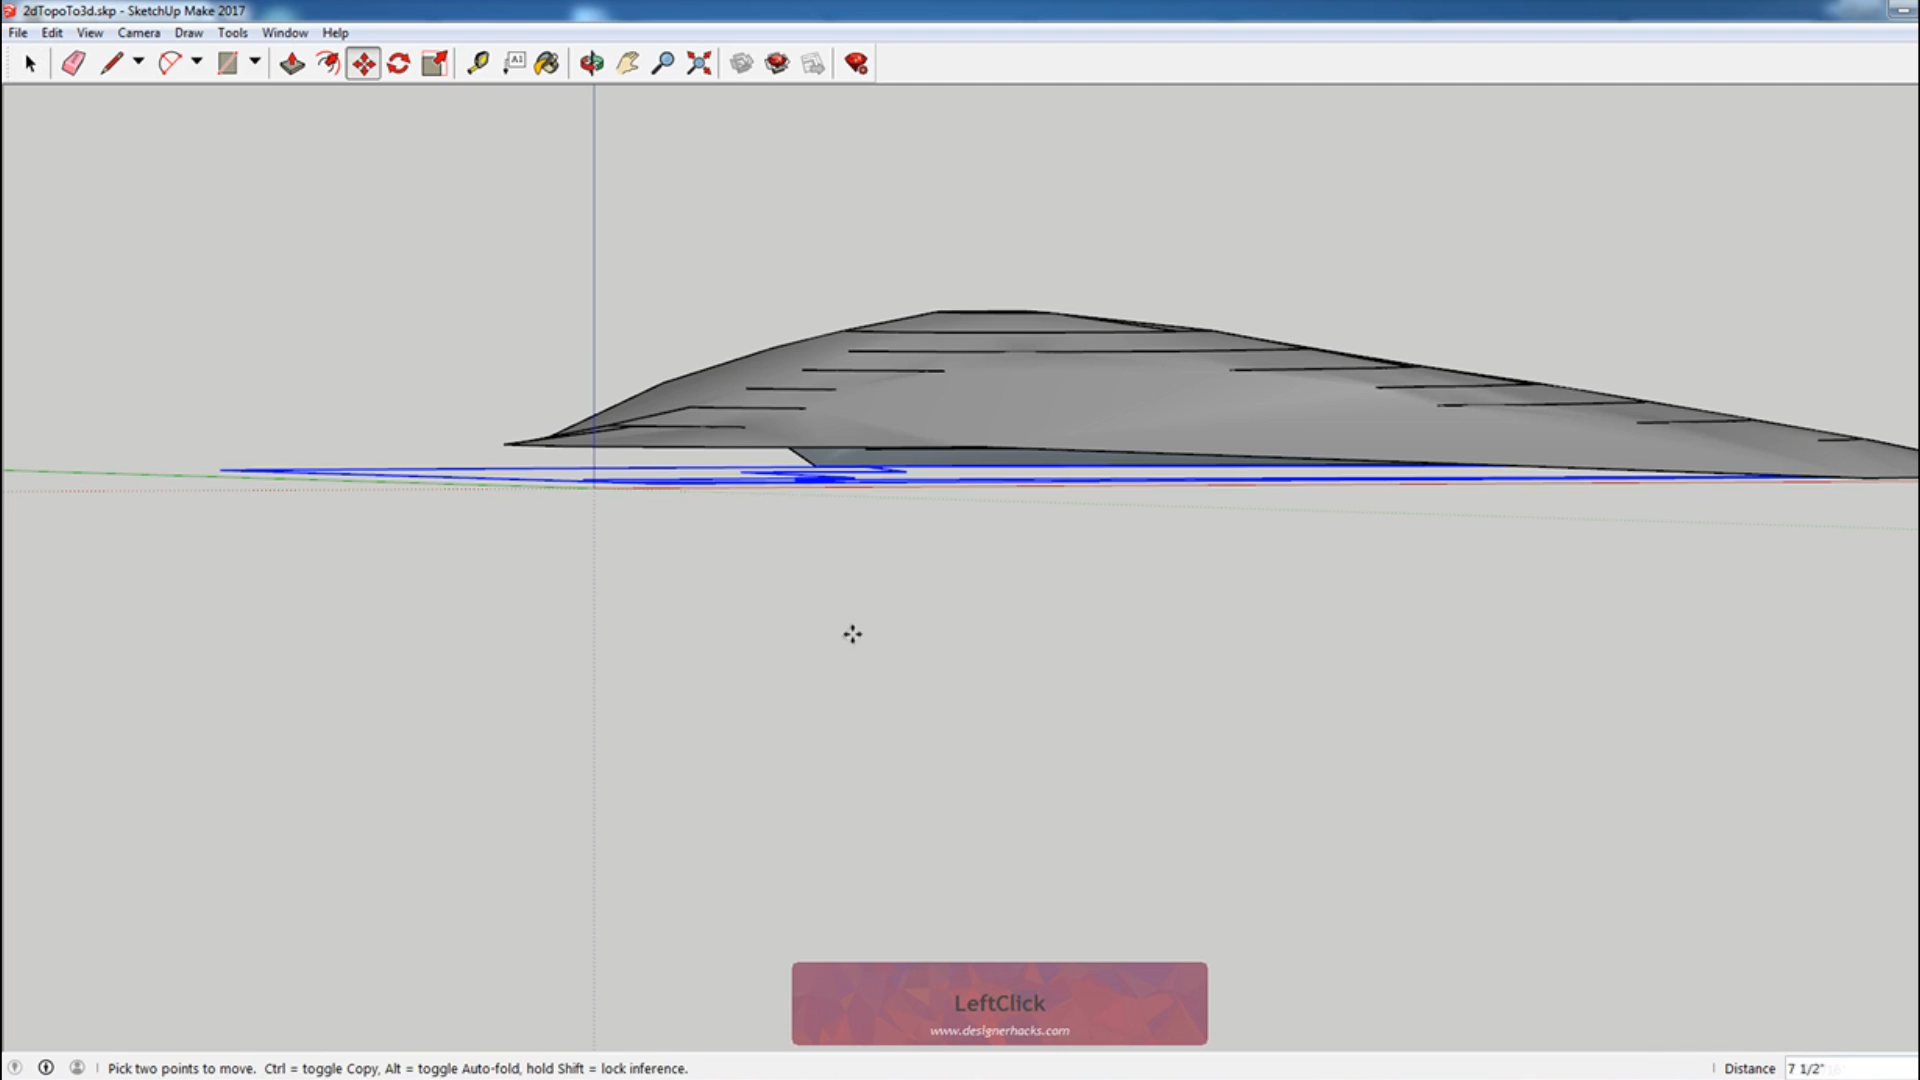 2dTopoTo3d.skp - SketchUp Make 2017
File Edit View Camera Draw Tools Window Help
A1
LeftClick
www.designerhacks.com
Pick two points to move. Ctrl = toggle Copy, Alt = toggle Auto-fold, hold Shift = lock inference.
Distance 7 1/2"